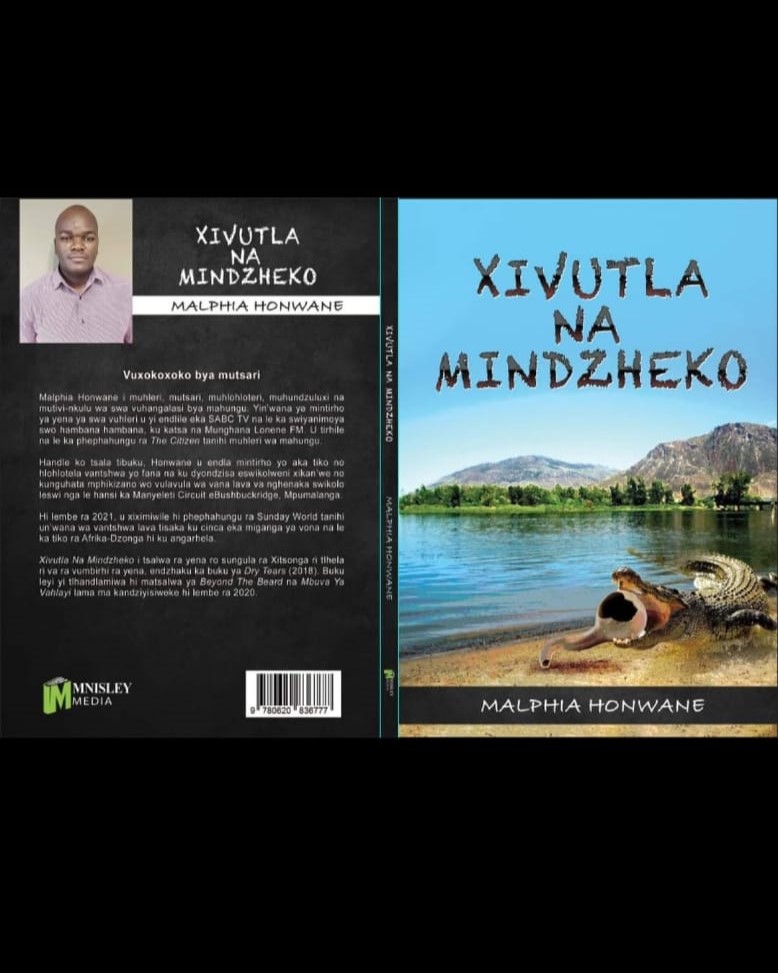 XIVUTLA
NA
MINDZHEKO
MALPHIA HONWANE
Vuxokoxoko bya mutsari
Malphia Honwane i muhleri, mutsari, muhlohloteri, muhundzuluxi na
mutivi-nkulu wa swa vuhangalasi bya mahungu. Yin'wana ya mintirho
ya yena ya swa vuhleri u yi endlile eka SABC TV na le ka swiyanimoya
swo hambana hambana, ku katsa na Munghana Lonene FM. U tirhile
na le ka phephahungu ra The Citizen tanihi muhleri wa mahungu.
Handle ko tsala tibuku, Honwane u endla mintirho yo aka tiko no
hlohlotela vantshwa yo fana na ku dyondzisa eswikolweni xikan'we no
kunguhata mphikizano wo vulavula wa vana lava va nghenaka swikolo
leswi nga le hansi ka Manyeleti Circuit eBushbuckridge, Mpumalanga.
Hi lembe ra 2021, u xiximiwile hi phephahungu ra Sunday World tanihi
un'wana wa vantshwa lava tisaka ku cinca eka miganga ya vona na le
ka tiko ra Afrika-Dzonga hi ku angarhela.
Xivutla Na Mindzheko i tsalwa ra yena ro sungula ra Xitsonga ri tlhela
ri va ra vumbirhi ra yena, endzhaku ka buku ya Dry Tears (2018). Buku
leyi yi tlhandlamiwa hi matsalwa ya Beyond The Beard na Mbuva Ya
Vahlayi lama ma kandziyisiweke hi lembe ra 2020.
MNISLEY
MEDIA
9 780620 836777
XIVUTLA NA MINDZHEKO
MALPHIA HONWANE
XIVUTLA
NA
MINDZHEKO
MALPHIA HONWANE